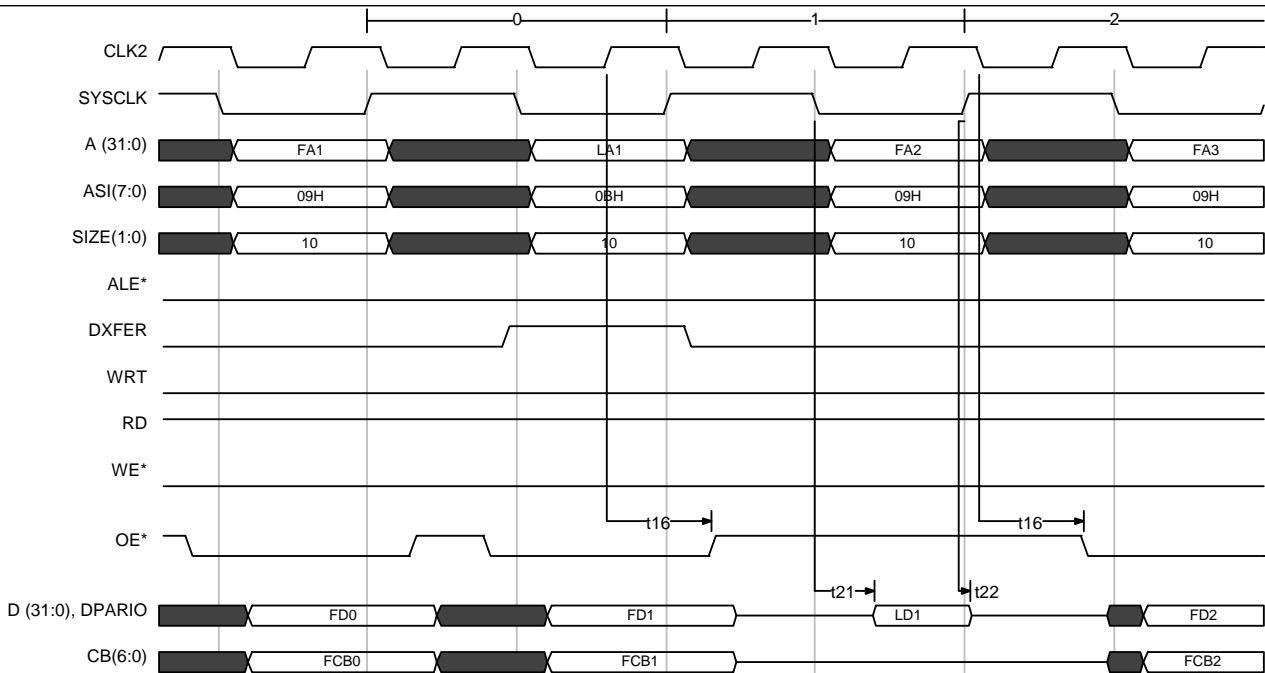 0 1 2
CLK2
SYSCLK
A (31:0) FA1 LA1 FA2 FA3
ASI(7:0) 09H 0BH 09H 09H
SIZE(1:0) 10 10 10 10
ALE*
DXFER
WRT
RD
WE*
t16 t16
OE*
t21 t22
D (31:0), DPARIO FD0 FD1 LD1 FD2
CB(6:0) FCB0 FCB1 FCB2